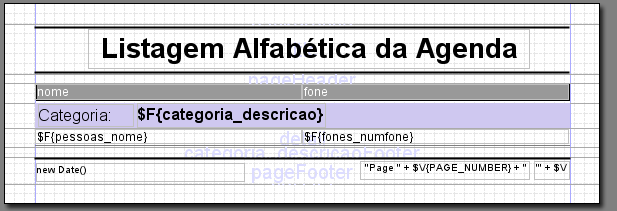 Listagem Alfabética da Agenda
pageHeader
nome fone
Categoria: $F{categoria_descricao}
$F{pessoas_nome} $F{fones_numfone}
categoria_descricaoFooter
new Date() pageFooter "Page " + $V{PAGE_NUMBER} + " "" + $V